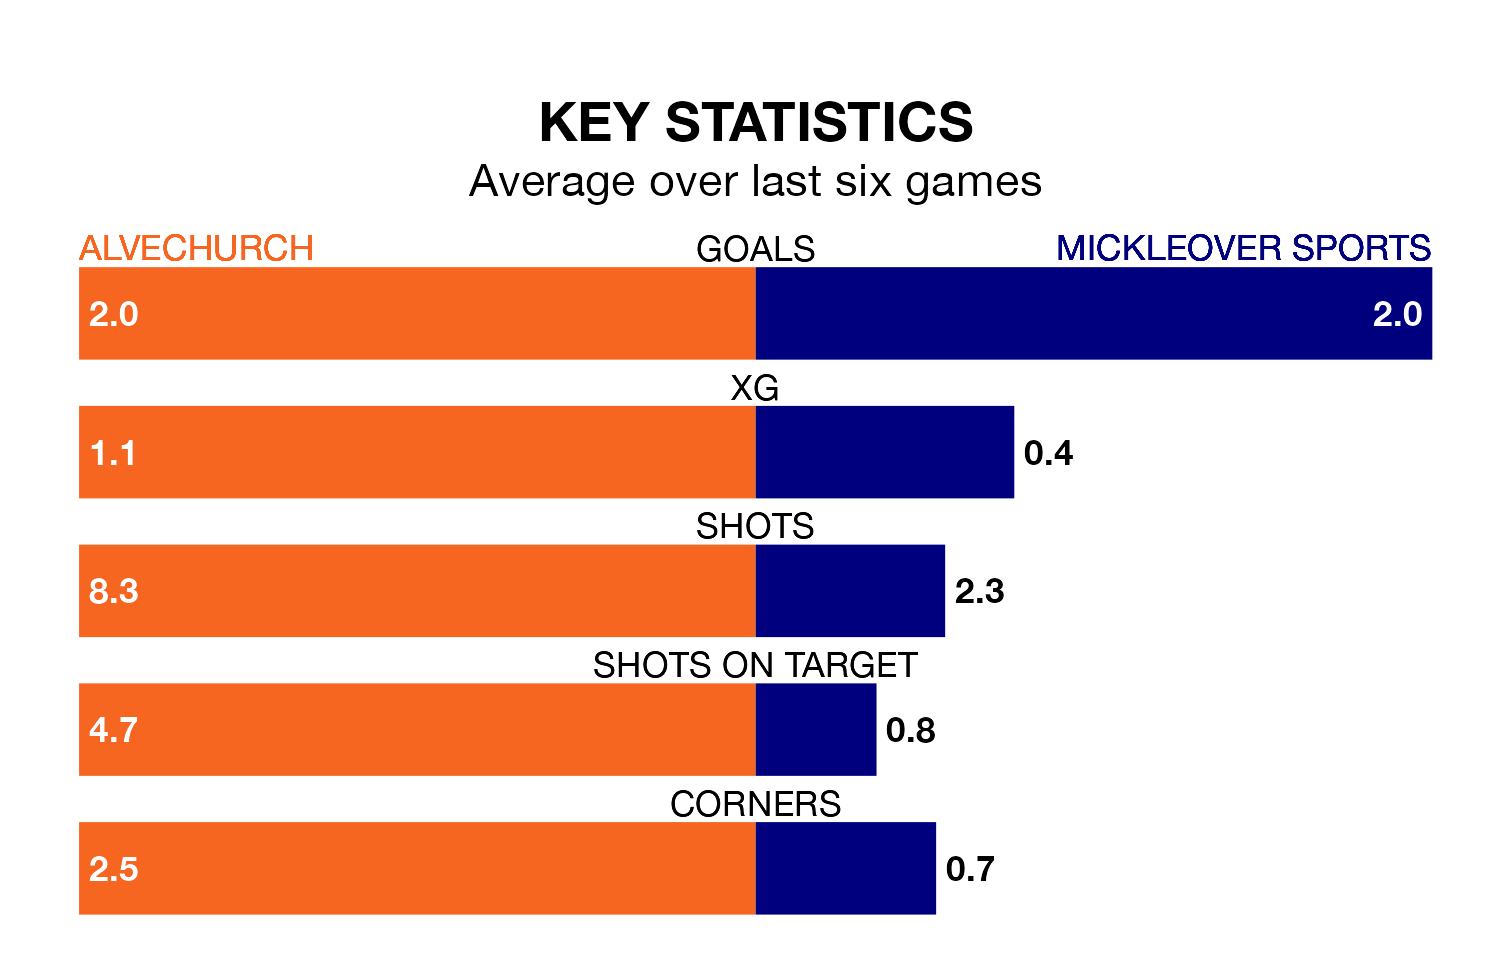 KEY STATISTICS
Average over last six games
ALVECHURCH GOALS MICKLEOVER SPORTS
2.0 2.0
XG
1.1 0.4
SHOTS
8.3 2.3
SHOTS ON TARGET
4.7 0.8
CORNERS
2.5 0.7